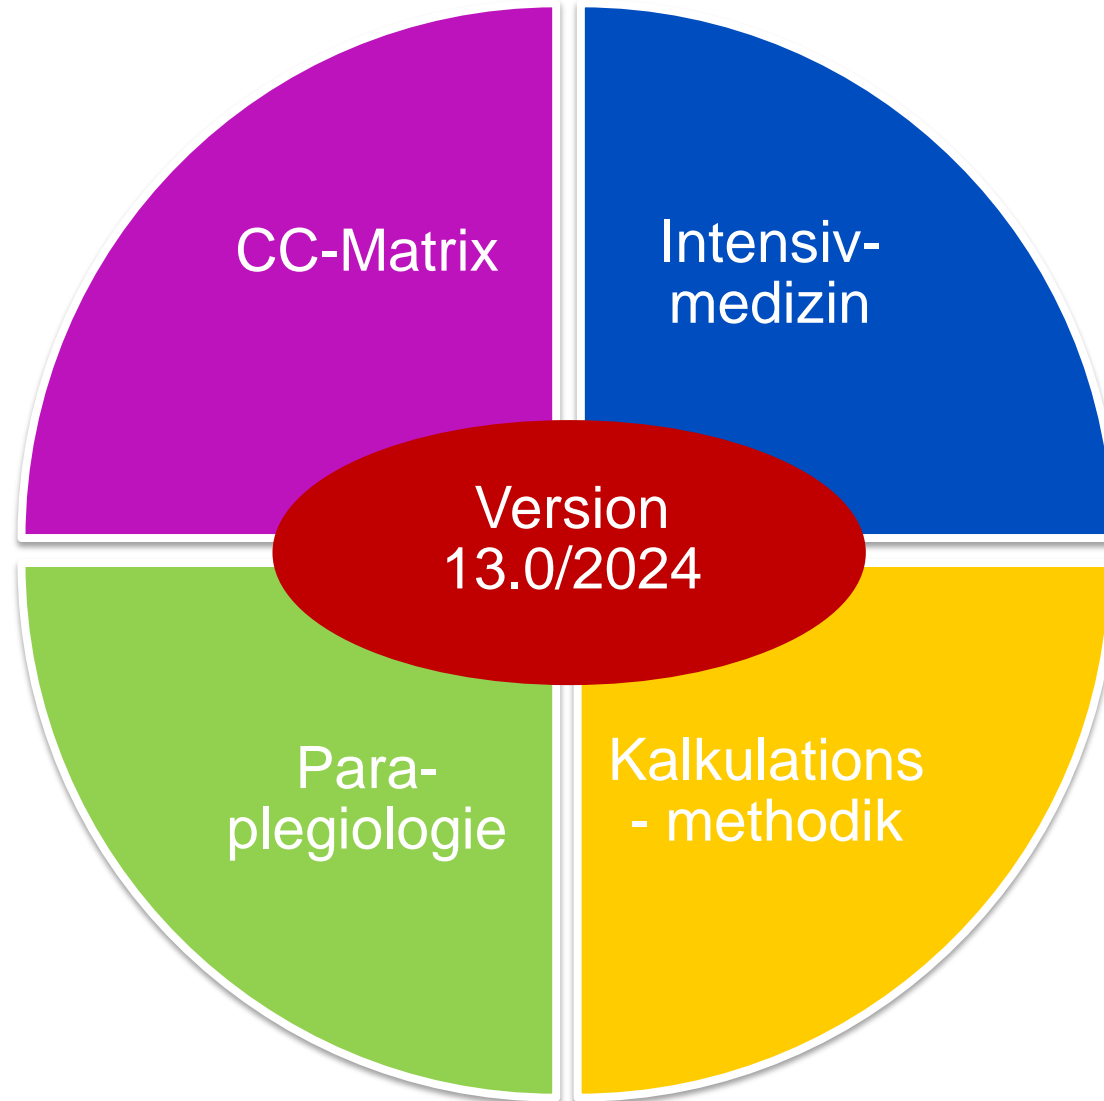 CC-Matrix
Intensiv-
medizin
Version
13.0/2024
Para-
plegiologie
Kalkulations
- methodik